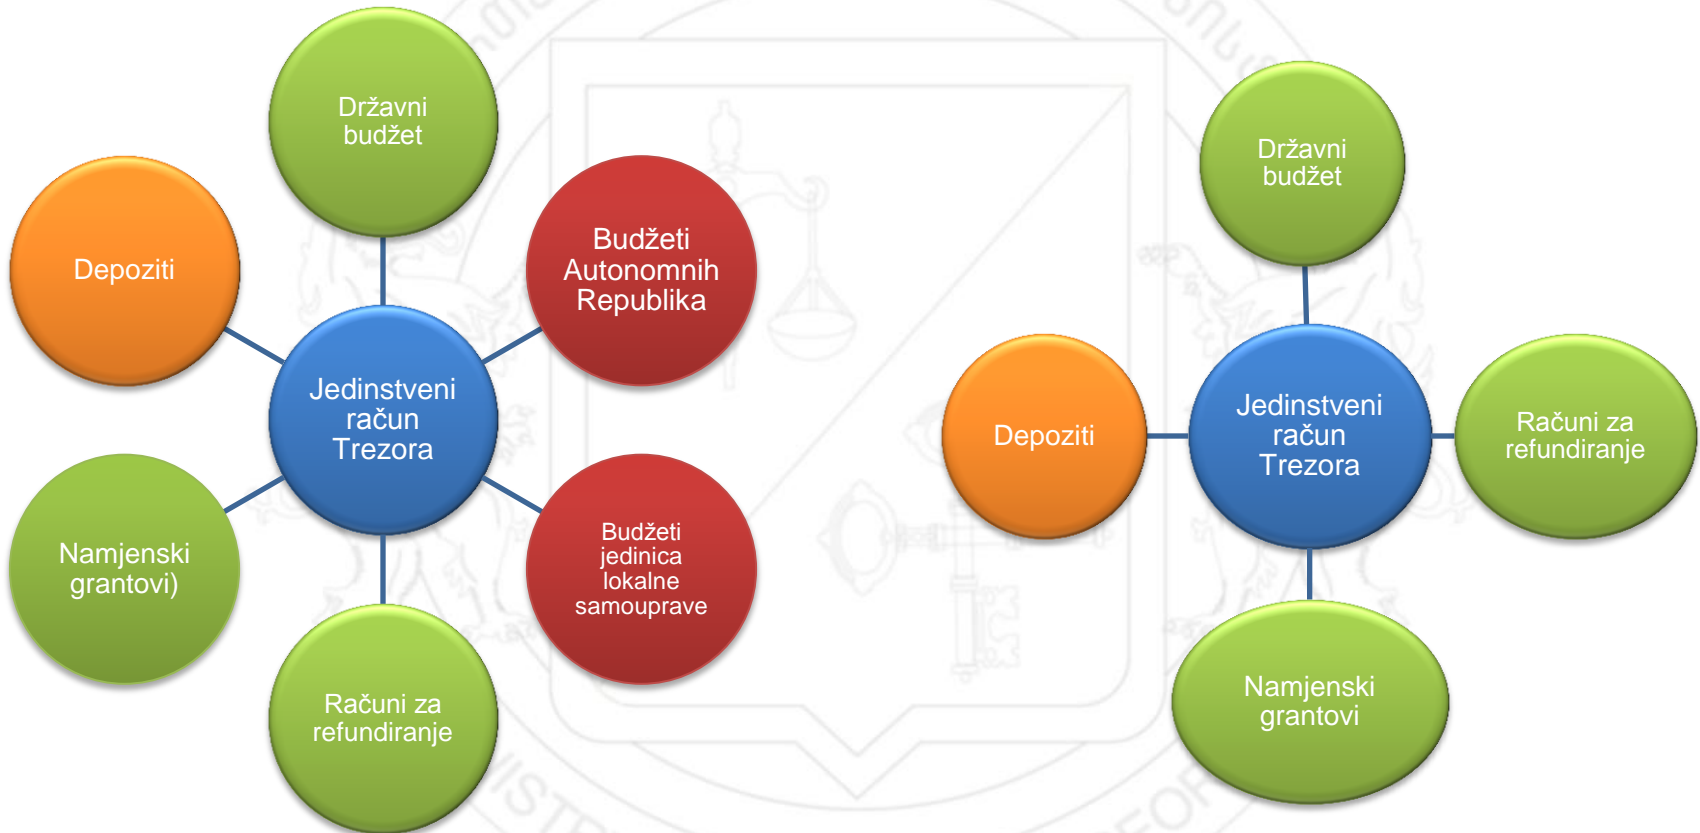 Državni
budžet
Depoziti
Budžeti
Autonomnih
Republika
Jedinstveni
račun
Trezora
Namjenski
grantovi)
Budžeti
jedinica
lokalne
samouprave
Računi za
refundiranje
Državni
budžet
Depoziti
Jedinstveni
račun
Trezora
Računi za
refundiranje
Namjenski
grantovi